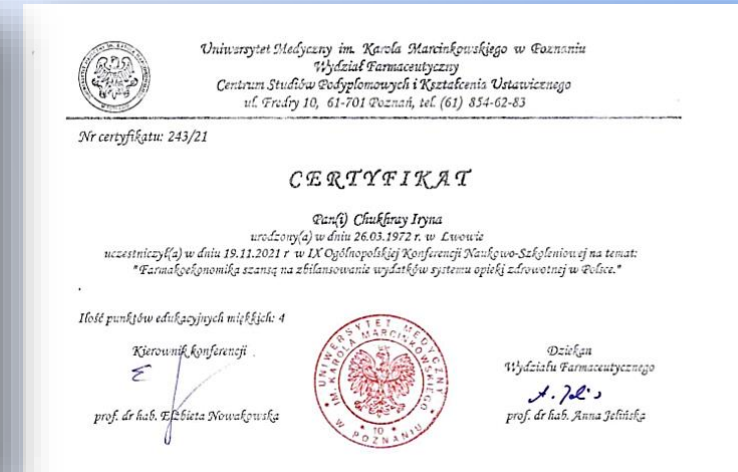 Uniwersytet Medyczny im. Karola Marcinkowskiego w Poznaniu
Wydział Farmaceutyczny
Centrum Studiów Podyplomowych i Kształcenia Ustawicznego
ul. Fredry 10, 61-701 Poznań, tel. (61) 854-62-83
Nr certyfikatu: 243/21
CERTYFIKAT
Pan(i) Chukhray Iryna
urodzony(a) w dniu 26.03.1972 r. w Lwowie
uczestniczył(a) w dniu 19.11.2021 r w IX Ogólnopolskiej Konferencji Naukowo-Szkoleniowej na temat:
"Farmakoekonomika szansą na zbilansowanie wydatków systemu opieki zdrowotnej w Polsce."
Ilość punktów edukacyjnych miękkich: 4
Kierownik konferencji
prof. dr hab. Elżbieta Nowakowska
UNIWERSYTET MEDYCZNY
IM. KAROLA MARCINKOWSKIEGO
W POZNANIU
10
Dziekan
Wydziału Farmaceutycznego
prof. dr hab. Anna Jelińska